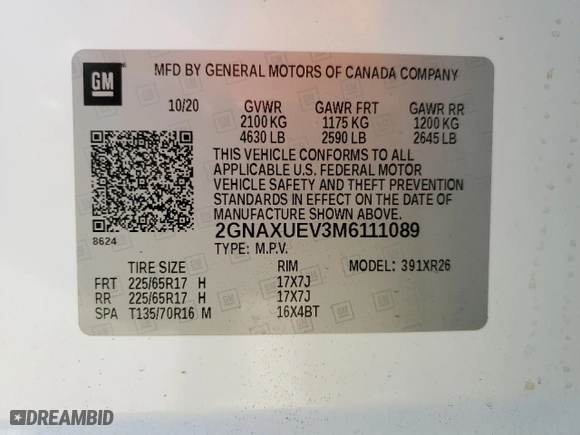 GM
MFD BY GENERAL MOTORS OF CANADA COMPANY
10/20 GVWR GAWR FRT GAWR RR
2100 KG 1175 KG 1200 KG
4630 LB 2590 LB 2645 LB
THIS VEHICLE CONFORMS TO ALL
APPLICABLE U.S. FEDERAL MOTOR
VEHICLE SAFETY AND THEFT PREVENTION
STANDARDS IN EFFECT ON THE DATE OF
MANUFACTURE SHOWN ABOVE.
8624 2GNAXUEV3M6111089
TYPE: M.P.V.
TIRE SIZE RIM MODEL: 391XR26
FRT 225/65R17 H 17X7J
RR 225/65R17 H 17X7J
SPA T135/70R16 M 16X4BT
DREAMBID